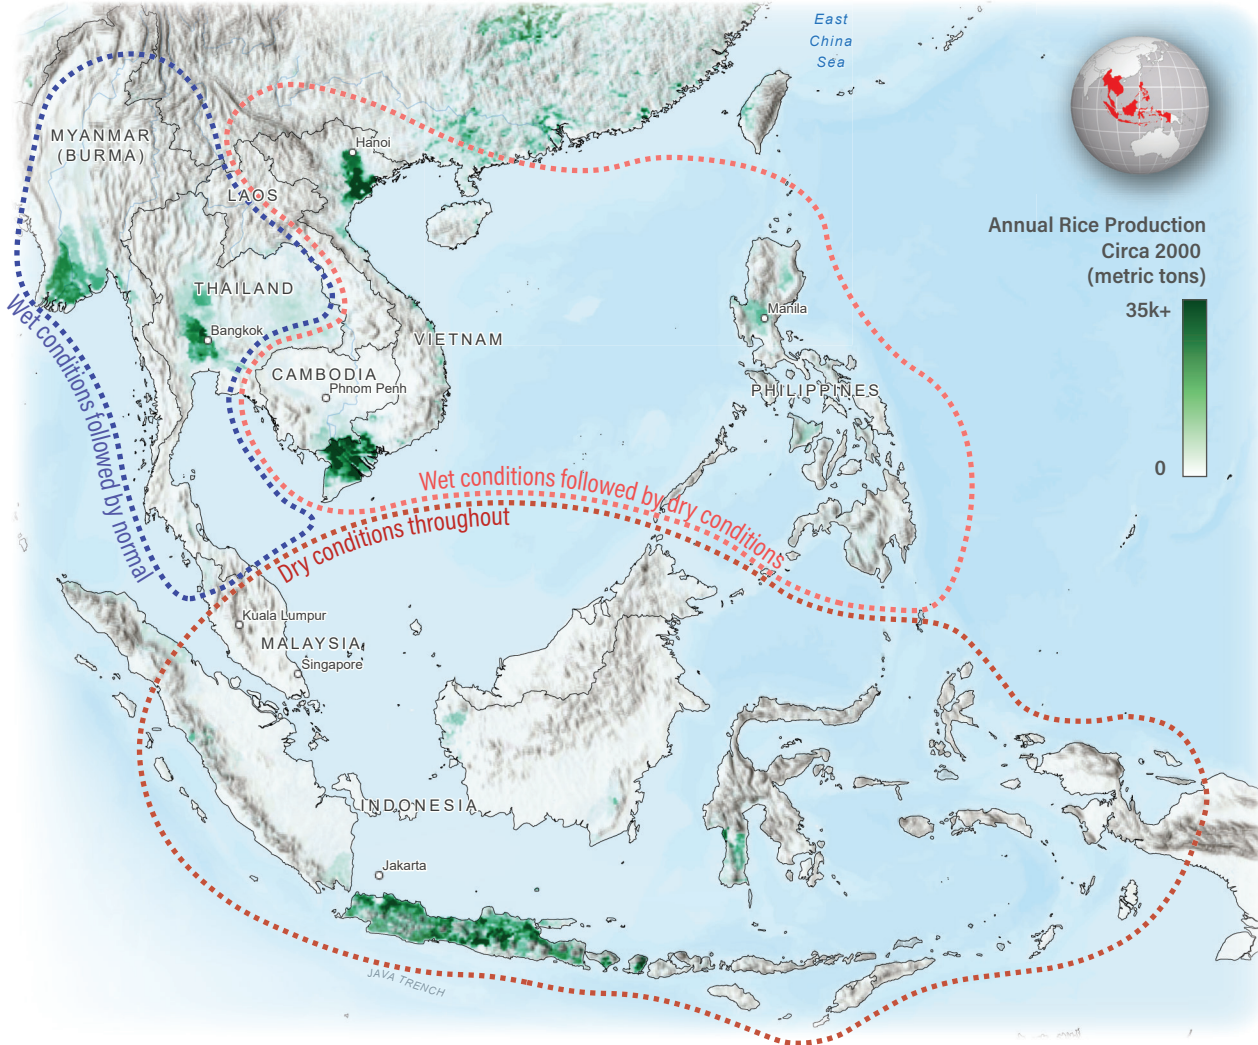 East
China
Sea
MYANMAR
(BURMA)
Hanoi
LAOS
Annual Rice Production
Circa 2000
(metric tons)
35k+
0
THAILAND
Manila
Bangkok
VIETNAM
CAMBODIA
Phnom Penh
PHILIPPINES
Wet conditions followed by normal
Wet conditions followed by dry conditions
Dry conditions throughout
Kuala Lumpur
MALAYSIA
Singapore
INDONESIA
Jakarta
JAVA TRENCH